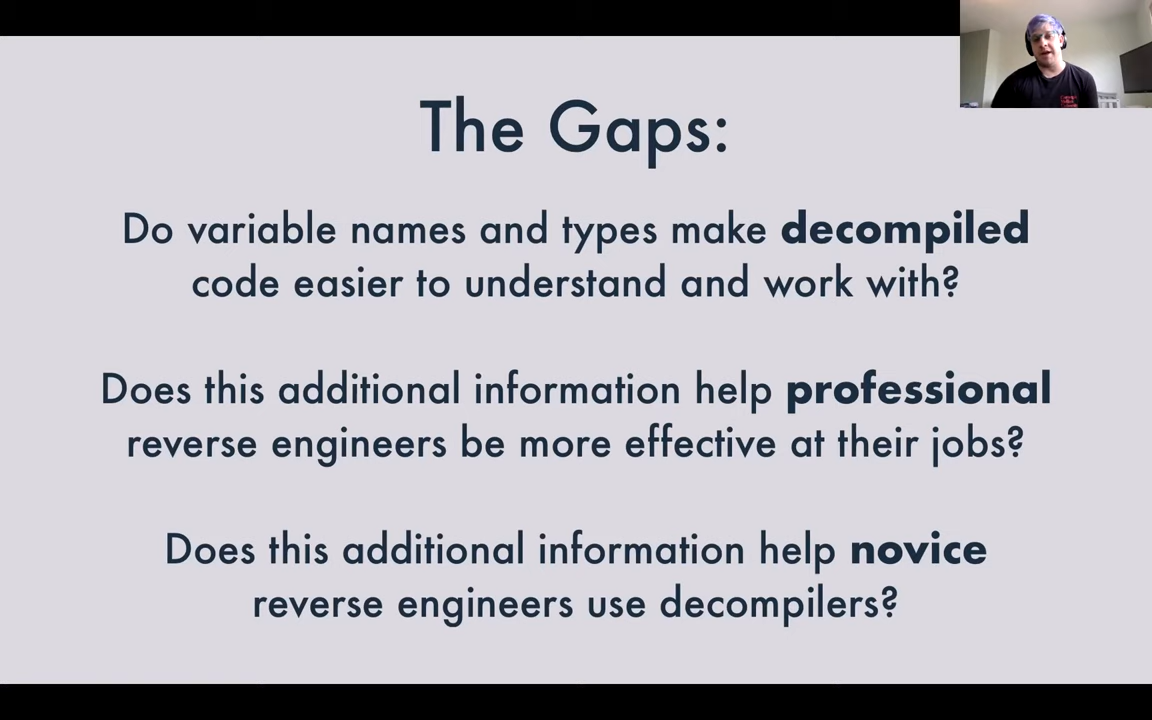 The Gaps:
Do variable names and types make decompiled
code easier to understand and work with?
Does this additional information help professional
reverse engineers be more effective at their jobs?
Does this additional information help novice
reverse engineers use decompilers?